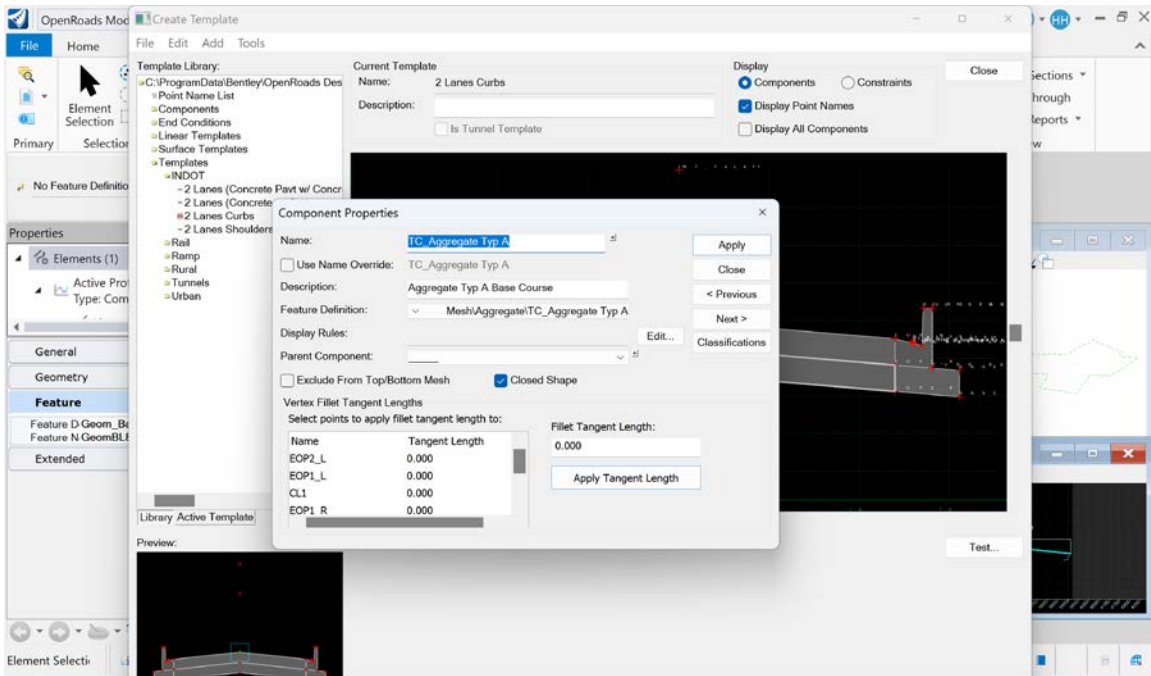 OpenRoads Mod
Create Template
HH
File
Home
File Edit Add Tools
Template Library:
C:\ProgramData\Bentley\OpenRoads Des
Point Name List
Components
End Conditions
Linear Templates
Surface Templates
Templates
INDOT
2 Lanes (Concrete Pavt w/ Concr
2 Lanes (Concrete
2 Lanes Curbs
2 Lanes Shoulders
Rail
Ramp
Rural
Tunnels
Urban
Library Active Template
Preview:
Current Template
Name: 2 Lanes Curbs
Description:
Is Tunnel Template
Display
Components Constraints
Display Point Names
Display All Components
Close
Sections
hrough
Reports
w
Element
Selection
Primary
Selection
No Feature Definitio
Properties
Elements (1)
Active Prof
Type: Com
General
Geometry
Feature
Feature D Geom_Ba
Feature N GeomBL
Extended
Element Selecti
Component Properties
Name: TC_Aggregate Typ A
Use Name Override: TC_Aggregate Typ A
Description: Aggregate Typ A Base Course
Feature Definition: Mesh\Aggregate\TC_Aggregate Typ A
Display Rules: Edit...
Parent Component:
Exclude From Top/Bottom Mesh Closed Shape
Apply
Close
< Previous
Next >
Classifications
Vertex Fillet Tangent Lengths
Select points to apply fillet tangent length to:
Name Tangent Length
EOP2_L 0.000
EOP1_L 0.000
CL1 0.000
EOP1_R 0.000
Fillet Tangent Length:
0.000
Apply Tangent Length
Test...